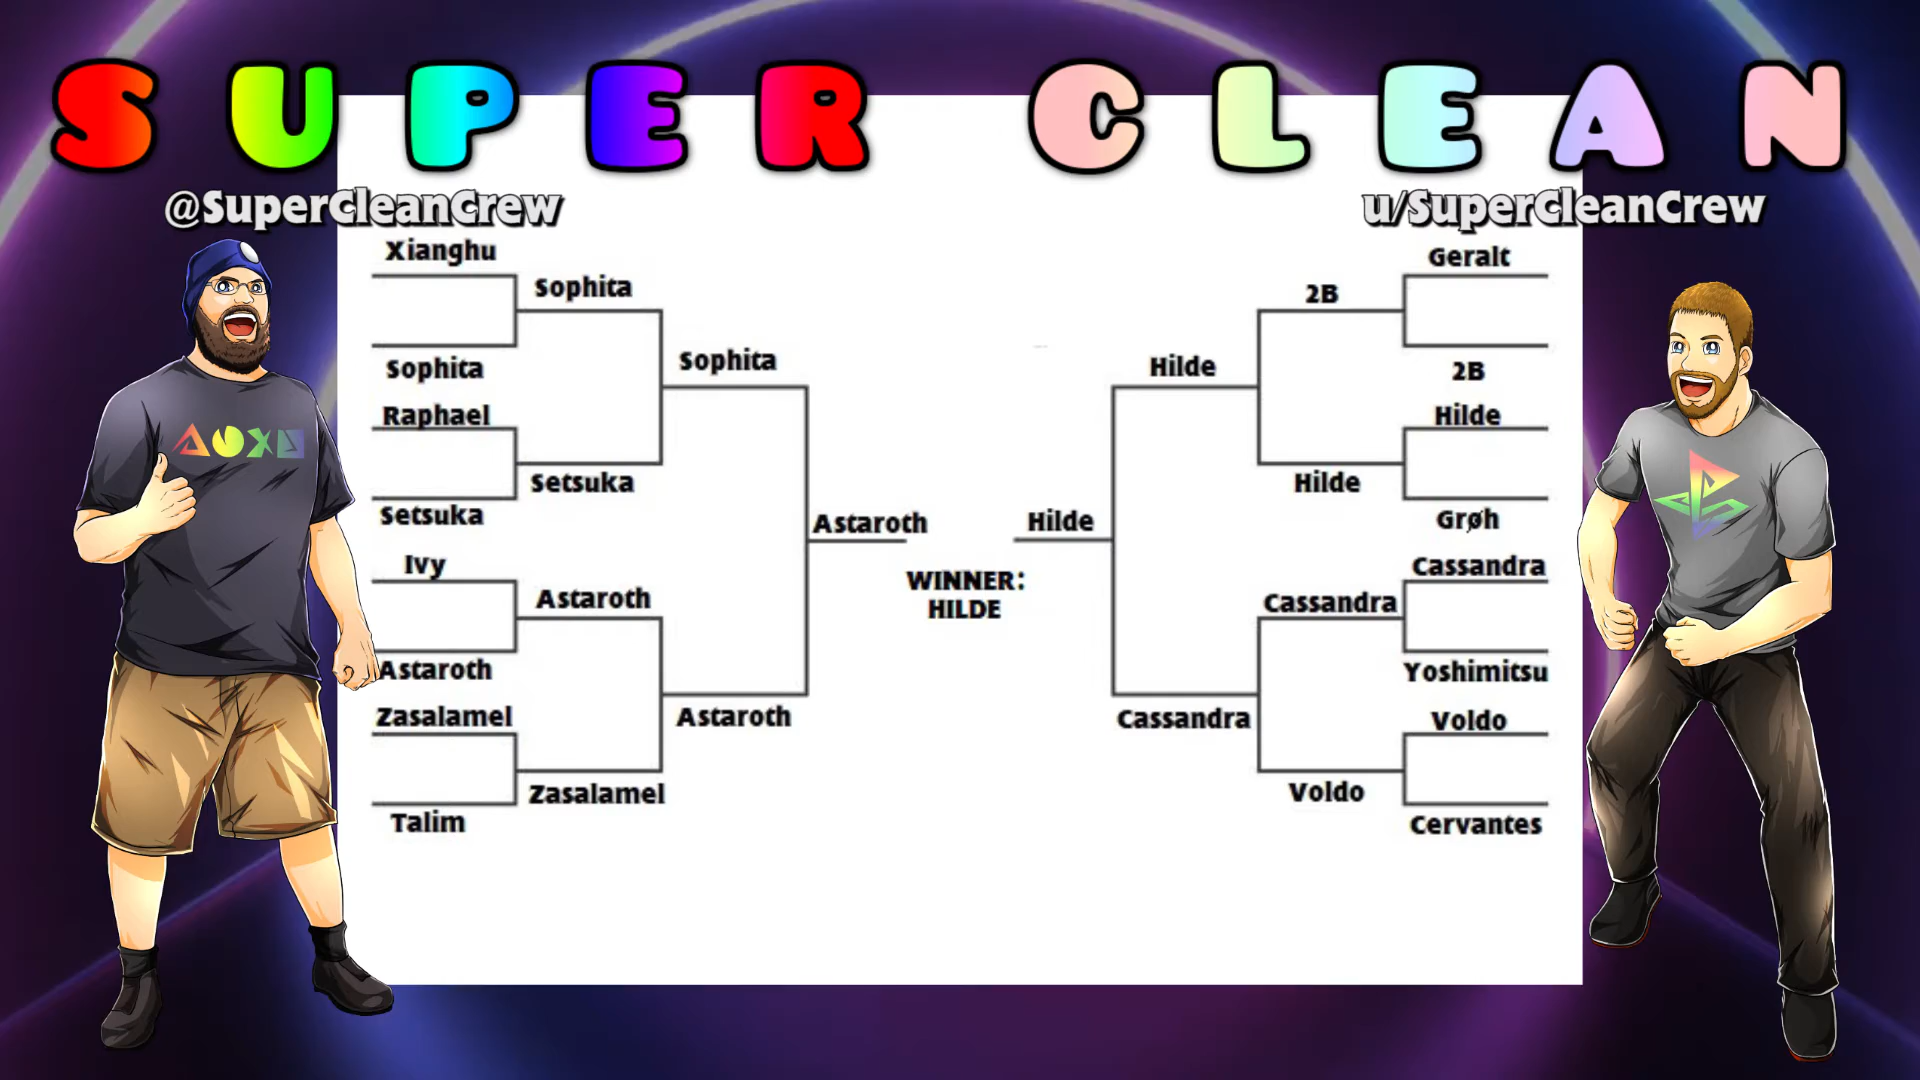 SUPER CLEAN
@SuperCleanCrew
u/SuperCleanCrew
Xianghu
Sophita
Sophita
Raphael
Setsuka
Setsuka
Sophita
Ivy
Astaroth
Astaroth
Zasalamel
Talim
Zasalamel
Astaroth
Astaroth
WINNER:
HILDE
Hilde
Hilde
2B
Geralt
2B
Hilde
Hilde
Grøh
Cassandra
Cassandra
Yoshimitsu
Cassandra
Voldo
Voldo
Cervantes